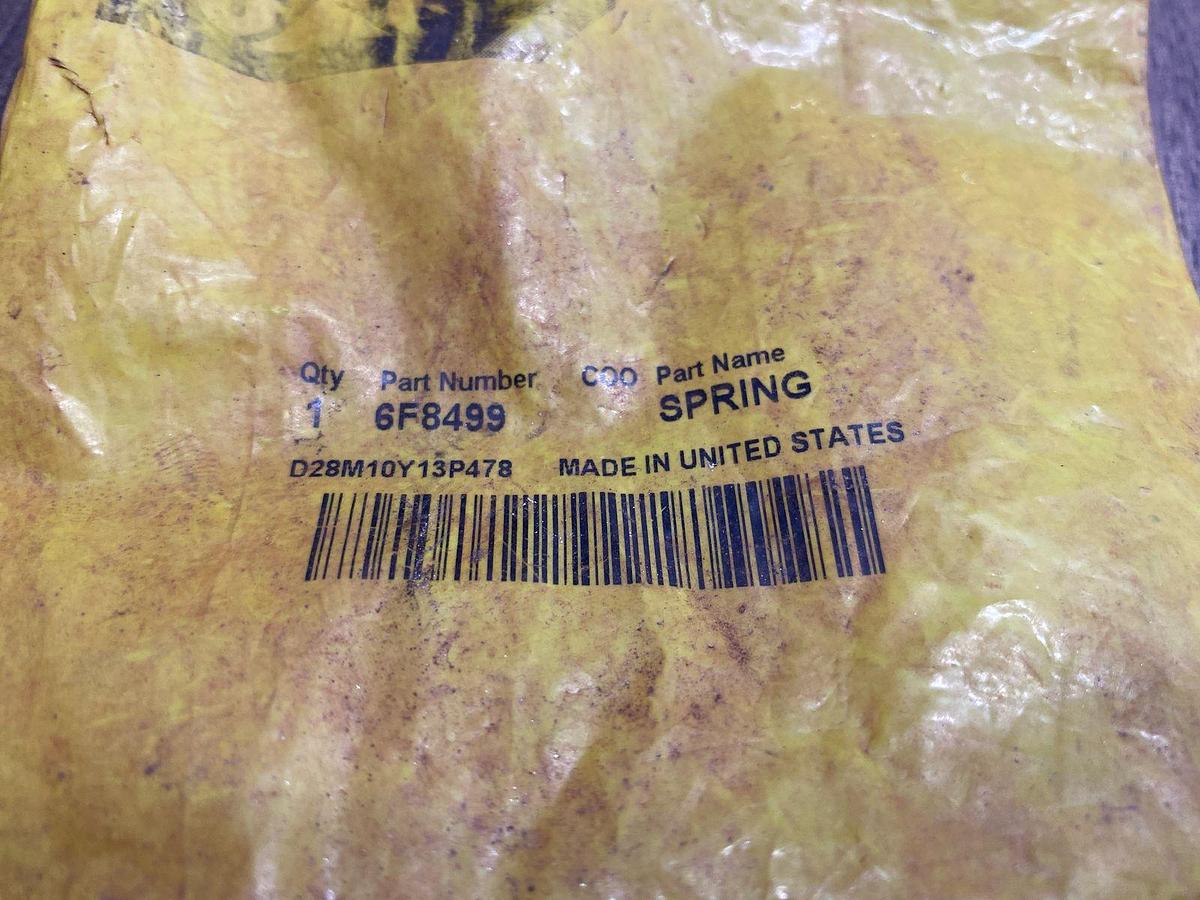 Qty Part Number COO Part Name
1 6F8499 SPRING
D28M10Y13P478 MADE IN UNITED STATES